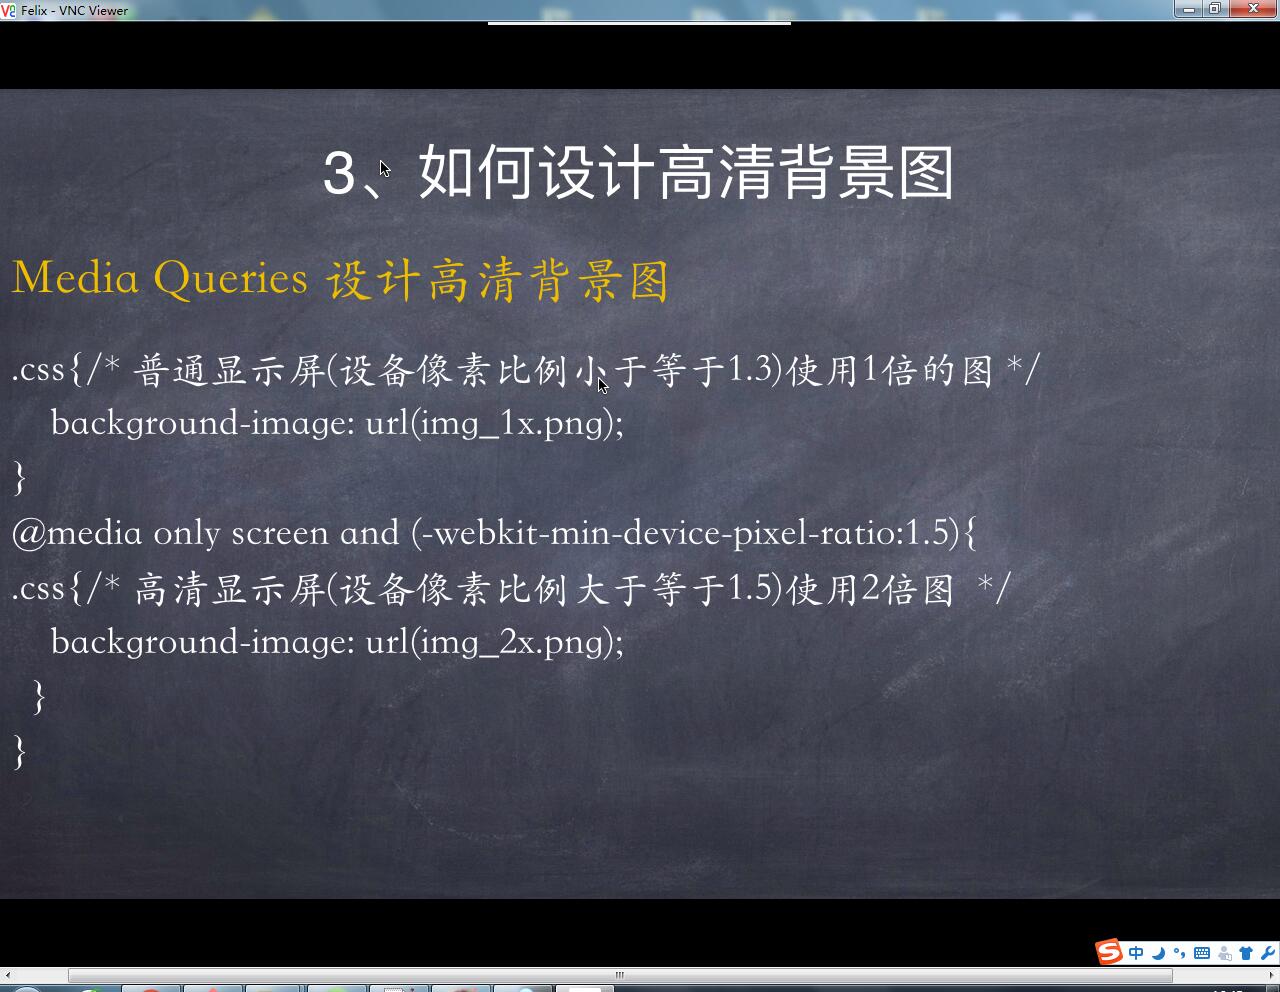 Felix - VNC Viewer
3、如何设计高清背景图
Media Queries 设计高清背景图
.css{/* 普通显示屏(设备像素比例小于等于1.3)使用1倍的图 */
background-image: url(img_1x.png);
}
@media only screen and (-webkit-min-device-pixel-ratio:1.5){
.css{/* 高清显示屏(设备像素比例大于等于1.5)使用2倍图 */
background-image: url(img_2x.png);
}
}
中